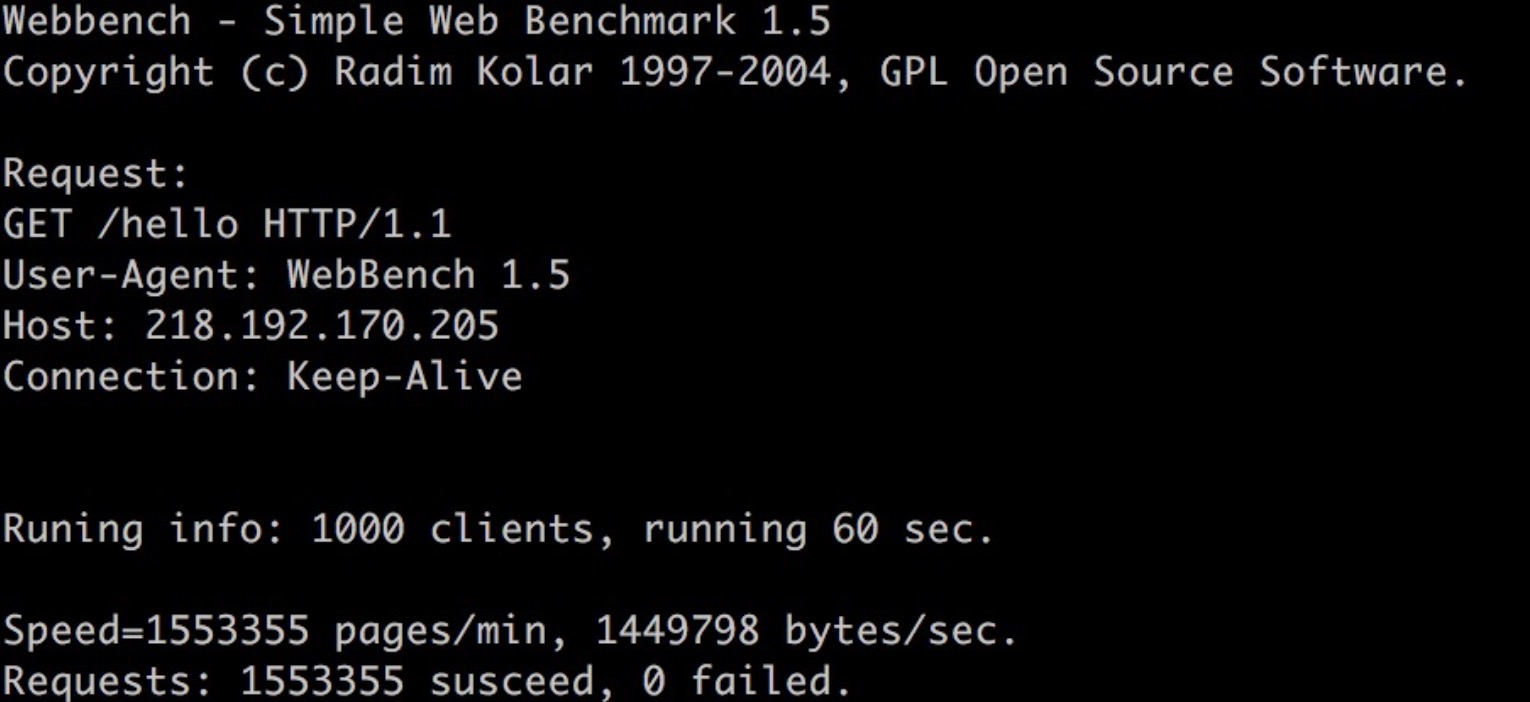 Webbench - Simple Web Benchmark 1.5
Copyright (c) Radim Kolar 1997-2004, GPL Open Source Software.
Request:
GET /hello HTTP/1.1
User-Agent: WebBench 1.5
Host: 218.192.170.205
Connection: Keep-Alive
Runing info: 1000 clients, running 60 sec.
Speed=1553355 pages/min, 1449798 bytes/sec.
Requests: 1553355 susceed, 0 failed.